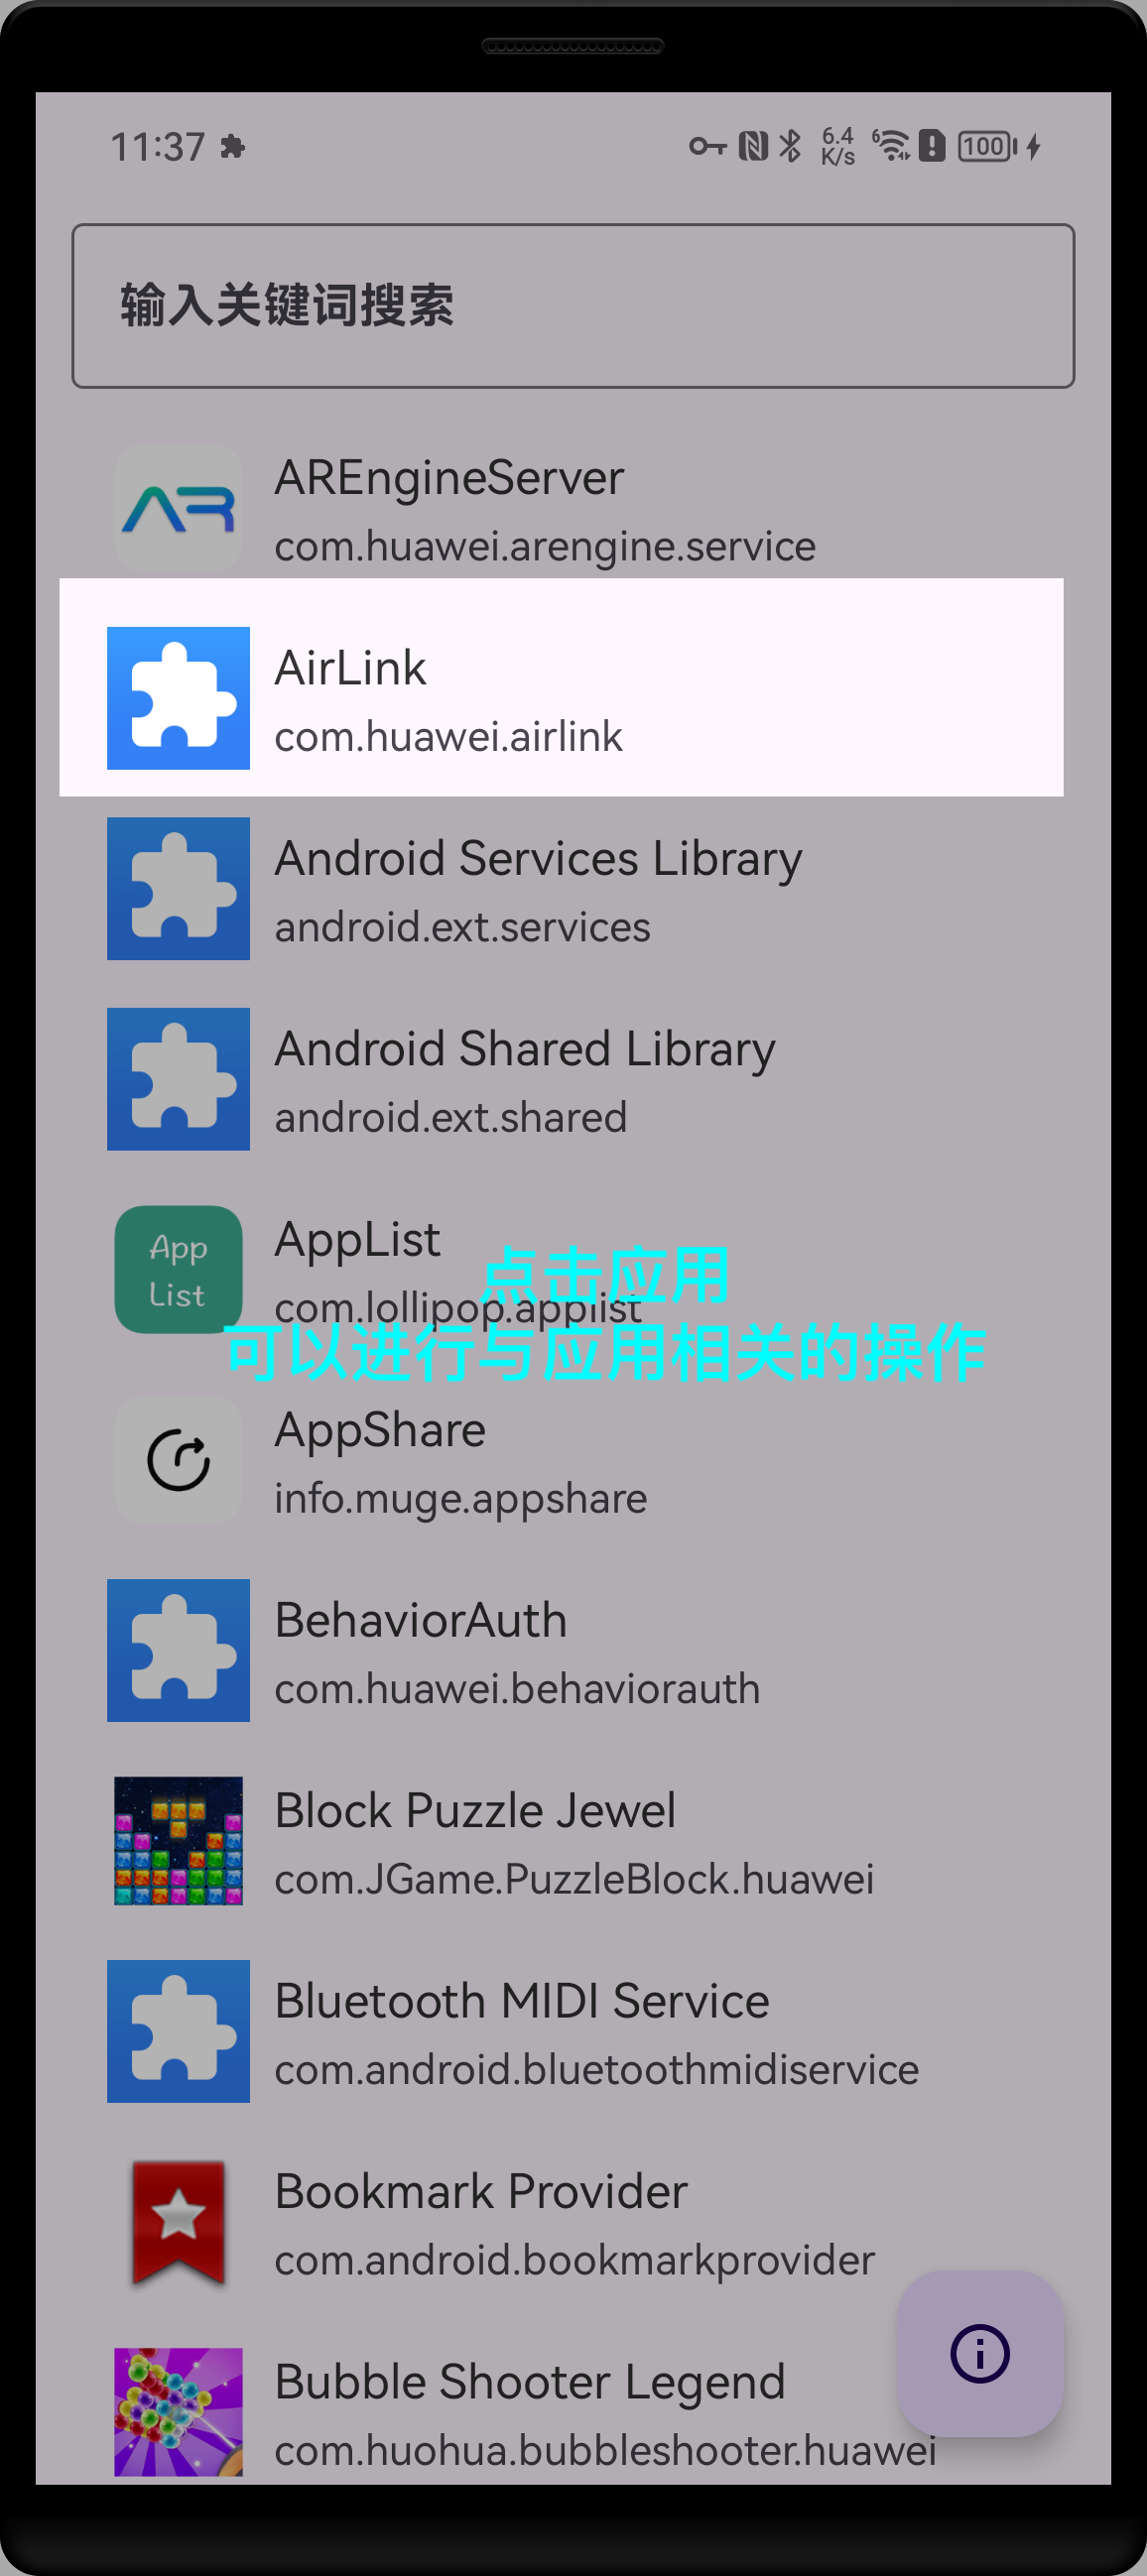 11:37
6.4
K/s
6
100
输入关键词搜索
AR
AREngineServer
com.huawei.arengine.service
AirLink
com.huawei.airlink
Android Services Library
android.ext.services
Android Shared Library
android.ext.shared
App
List
AppList
com.lollipop.applist
点击应用
可以进行与应用相关的操作
AppShare
info.muge.appshare
BehaviorAuth
com.huawei.behaviorauth
Block Puzzle Jewel
com.JGame.PuzzleBlock.huawei
Bluetooth MIDI Service
com.android.bluetoothmidiservice
Bookmark Provider
com.android.bookmarkprovider
Bubble Shooter Legend
com.huohua.bubbleshooter.huawei